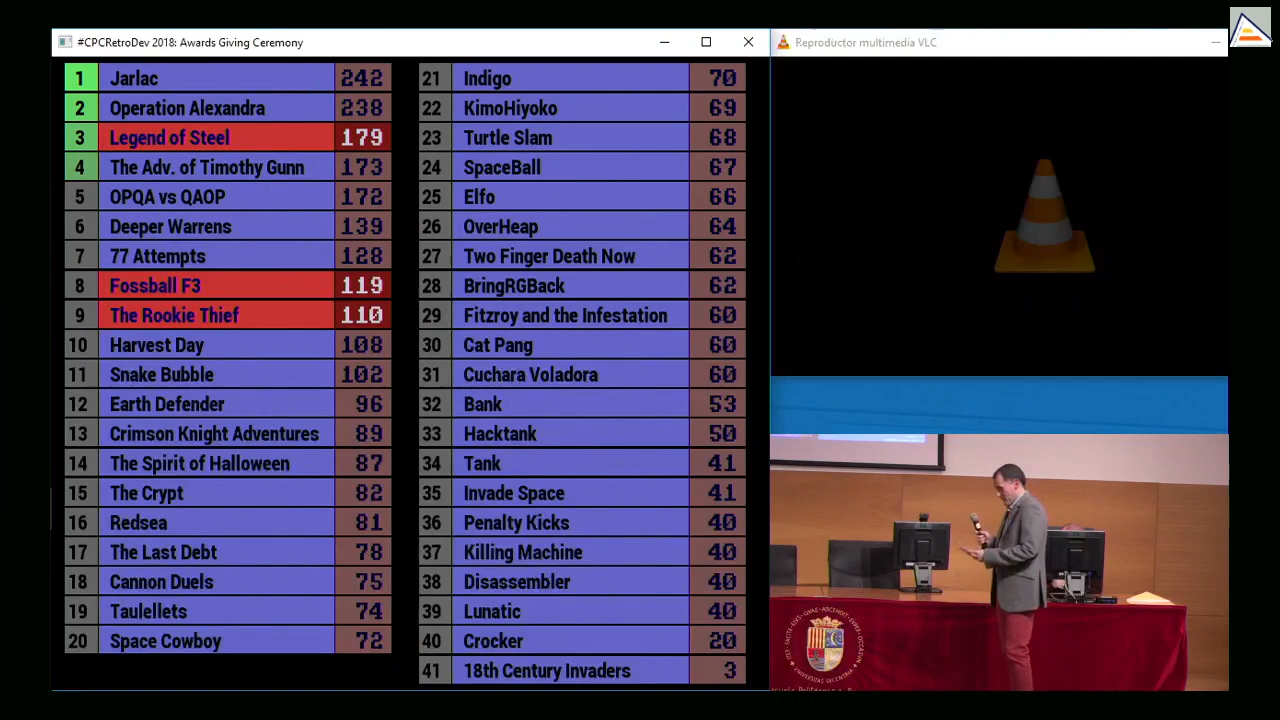 #CPCRetroDev 2018: Awards Giving Ceremony
Reproductor multimedia VLC
1 Jarlac 242
2 Operation Alexandra 238
3 Legend of Steel 179
4 The Adv. of Timothy Gunn 173
5 OPQA vs QAOP 172
6 Deeper Warrens 139
7 77 Attempts 128
8 Fossball F3 119
9 The Rookie Thief 110
10 Harvest Day 108
11 Snake Bubble 102
12 Earth Defender 96
13 Crimson Knight Adventures 89
14 The Spirit of Halloween 87
15 The Crypt 82
16 Redsea 81
17 The Last Debt 78
18 Cannon Duels 75
19 Taulellets 74
20 Space Cowboy 72
21 Indigo 70
22 KimoHiyoko 69
23 Turtle Slam 68
24 SpaceBall 67
25 Elfo 66
26 OverHeap 64
27 Two Finger Death Now 62
28 BringRGBack 62
29 Fitzroy and the Infestation 60
30 Cat Pang 60
31 Cuchara Voladora 60
32 Bank 53
33 Hacktank 50
34 Tank 41
35 Invade Space 41
36 Penalty Kicks 40
37 Killing Machine 40
38 Disassembler 40
39 Lunatic 40
40 Crocker 20
41 18th Century Invaders 3